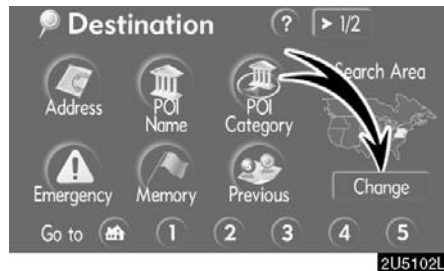 Destination ? > 1/2
Search Area
Address POI Name POI Category
Emergency Memory Previous Change
Go to 1 2 3 4 5
2U5102L